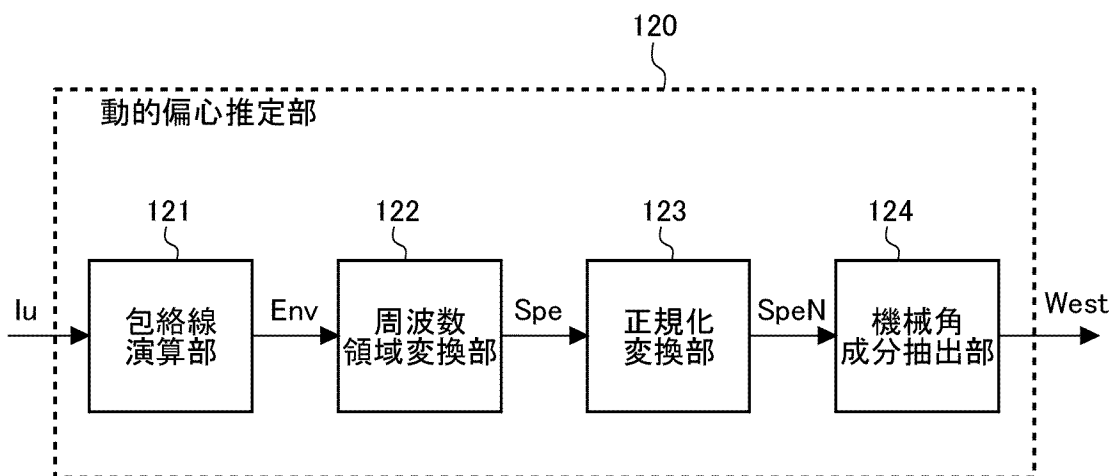 120
動的偏心推定部
121
122
123
124
Iu
包絡線
演算部
Env
周波数
領域変換部
Spe
正規化
変換部
SpeN
機械角
成分抽出部
West